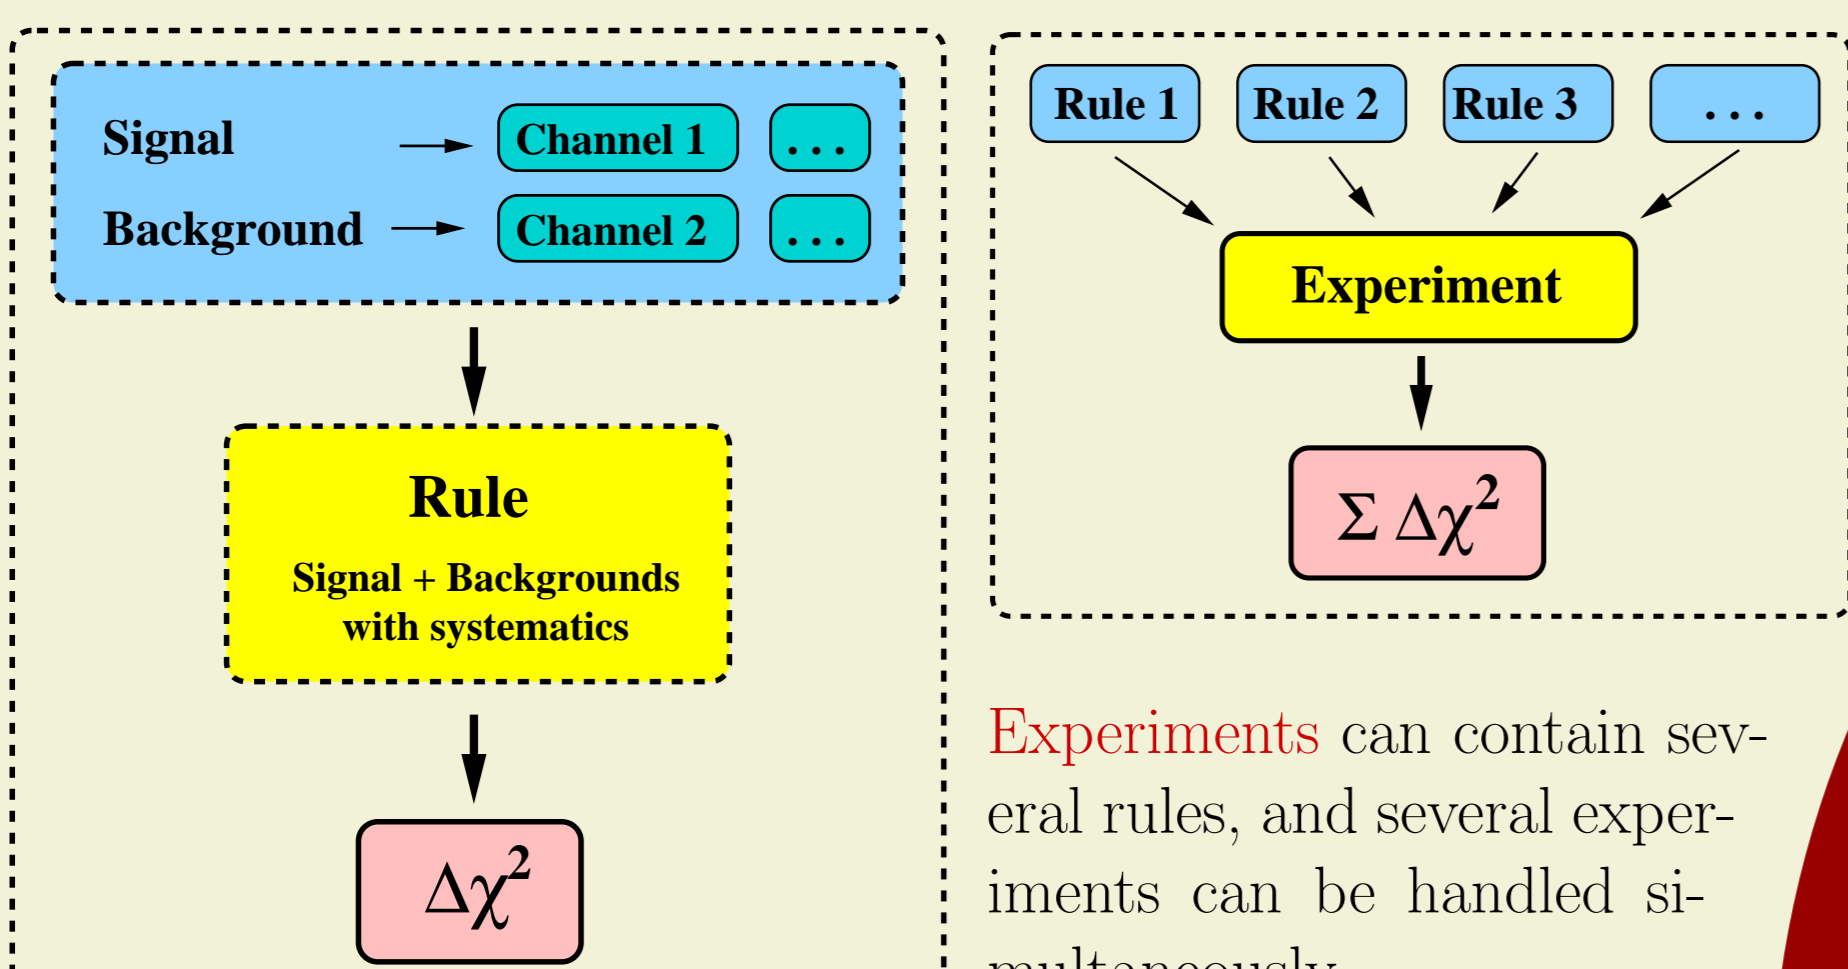 Signal
Channel 1
...
Background
Channel 2
...
Rule
Signal + Backgrounds
with systematics
Δχ²
Rule 1
Rule 2
Rule 3
...
Experiment
Σ Δχ²
Experiments can contain sev-
eral rules, and several exper-
iments can be handled si-
multaneously